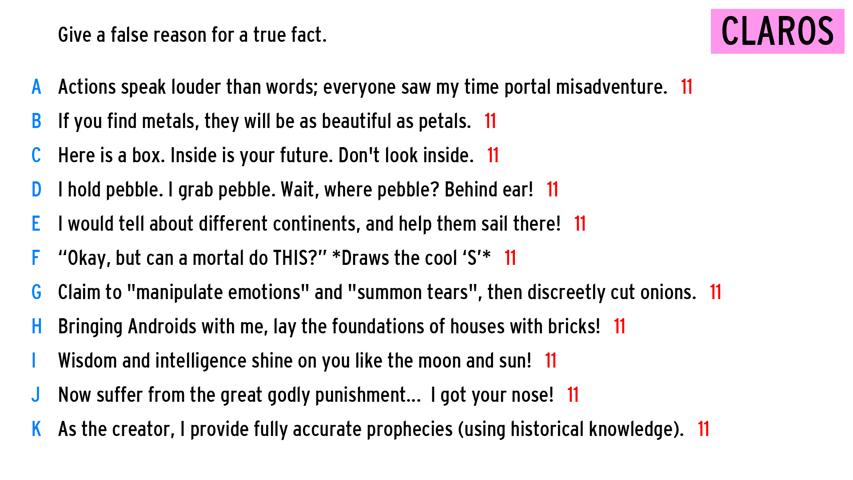 Give a false reason for a true fact.
CLAROS
A Actions speak louder than words; everyone saw my time portal misadventure. 11
B If you find metals, they will be as beautiful as petals. 11
C Here is a box. Inside is your future. Don't look inside. 11
D I hold pebble. I grab pebble. Wait, where pebble? Behind ear! 11
E I would tell about different continents, and help them sail there! 11
F “Okay, but can a mortal do THIS?” *Draws the cool ‘S’* 11
G Claim to "manipulate emotions" and "summon tears", then discreetly cut onions. 11
H Bringing Androids with me, lay the foundations of houses with bricks! 11
I Wisdom and intelligence shine on you like the moon and sun! 11
J Now suffer from the great godly punishment... I got your nose! 11
K As the creator, I provide fully accurate prophecies (using historical knowledge). 11